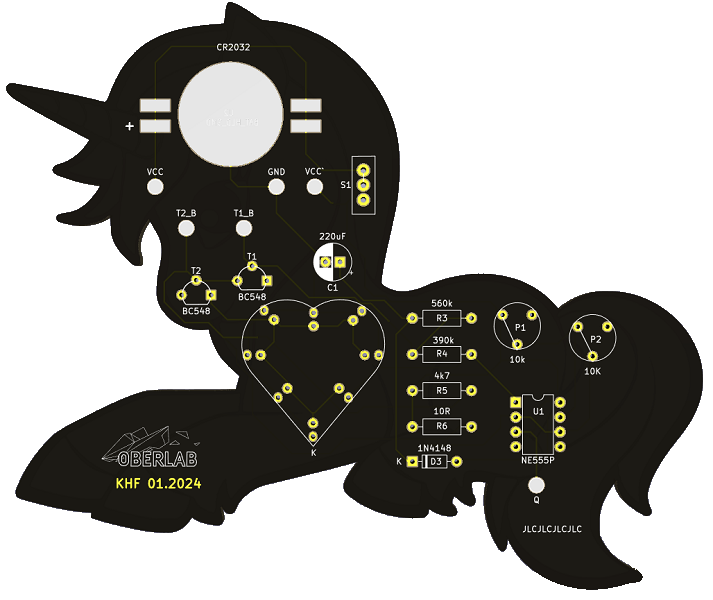 CR2032
+
VCC
GND
VCC'
S1
T2_B
T1_B
220uF
+
C1
T1
T2
BC548
BC548
560k
R3
P1
10k
P2
10K
390k
R4
4k7
R5
10R
R6
U1
NE555P
1N4148
K
D3
K
Q
OBERLAB
KHF 01.2024
JLCJLCJLCJLC